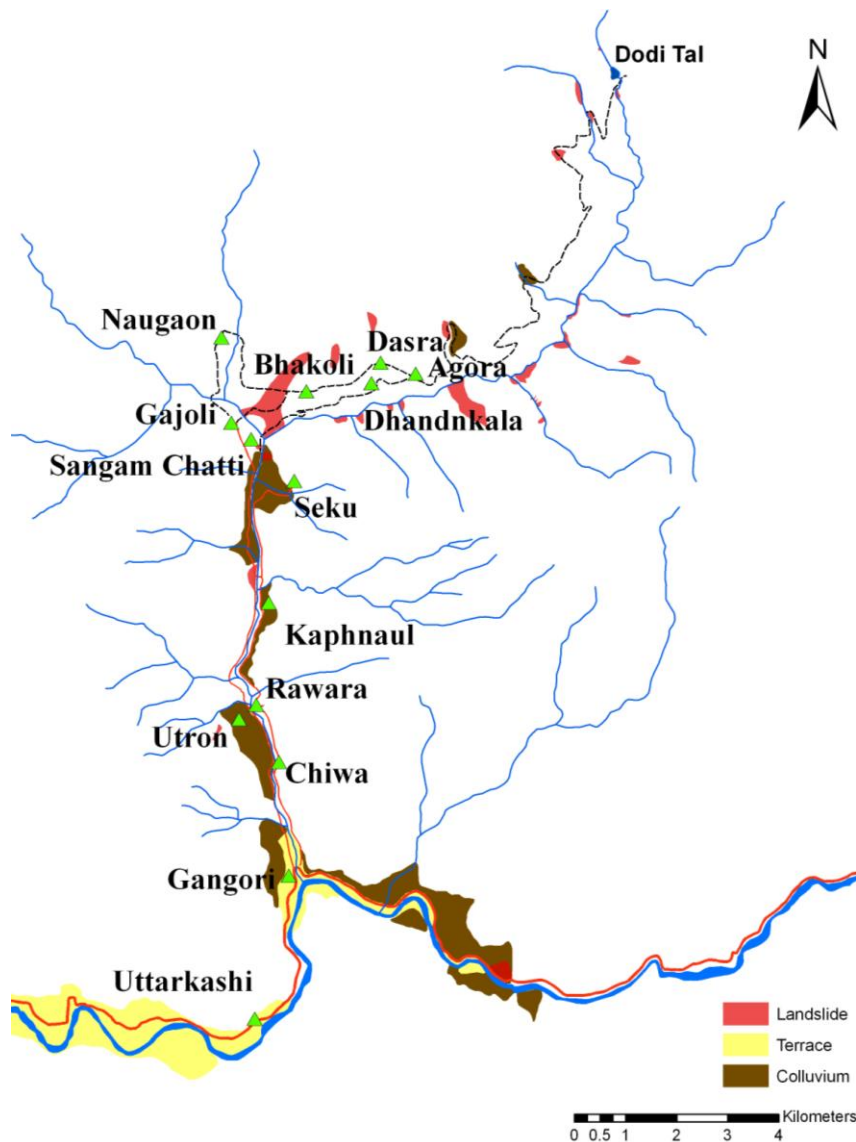 Dodi Tal
N
Naugaon
Dasra
Bhakoli
Agora
Gajoli
Dhandnkala
Sangam Chatti
Seku
Kaphnaul
Rawara
Utron
Chiwa
Gangori
Uttarkashi
Landslide
Terrace
Colluvium
Kilometers
0 0.5 1 2 3 4